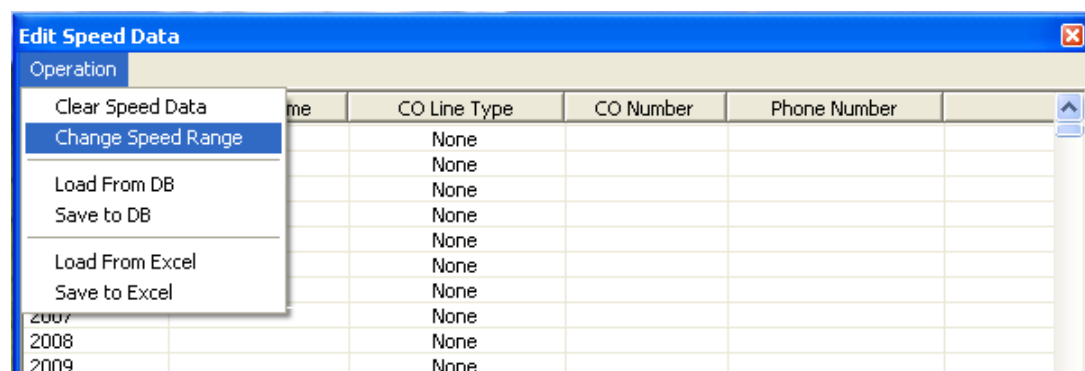 Edit Speed Data
Operation
Clear Speed Data
Change Speed Range
Load From DB
Save to DB
Load From Excel
Save to Excel
me CO Line Type CO Number Phone Number
None
None
None
None
None
None
None
2007 None
2008 None
2009 None